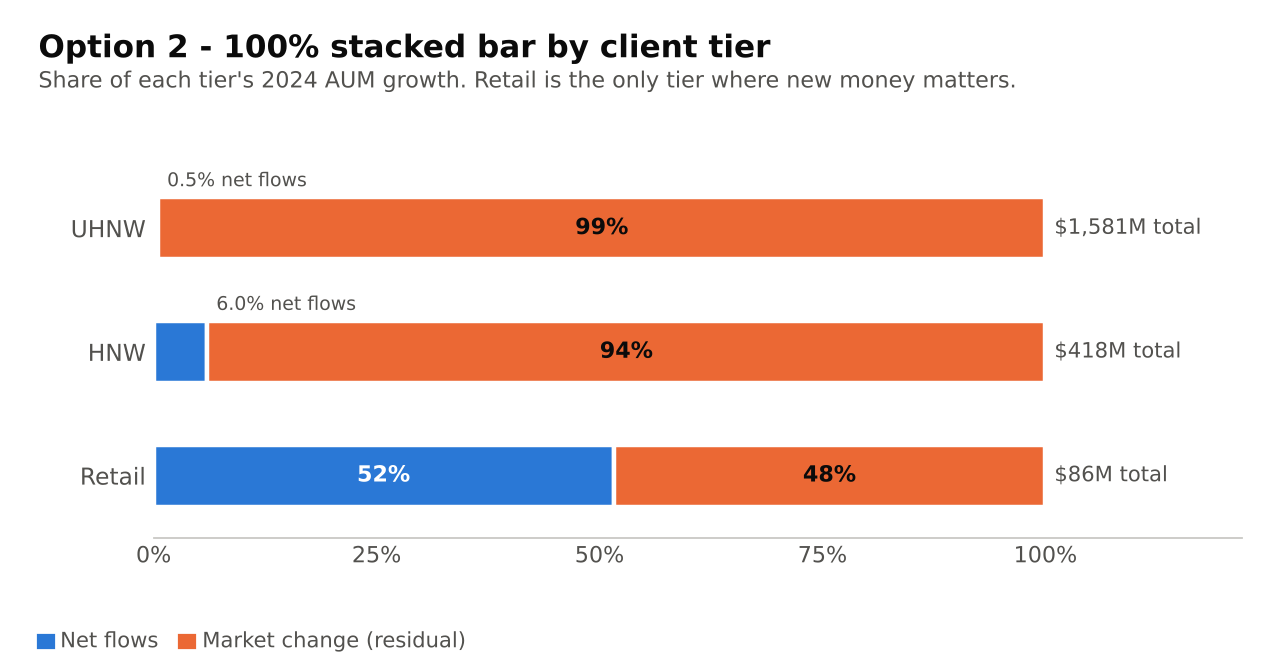 Option 2 - 100% stacked bar by client tier
Share of each tier's 2024 AUM growth. Retail is the only tier where new money matters.
0.5% net flows
UHNW 99% $1,581M total
6.0% net flows
HNW 94% $418M total
Retail 52% 48% $86M total
0% 25% 50% 75% 100%
Net flows Market change (residual)